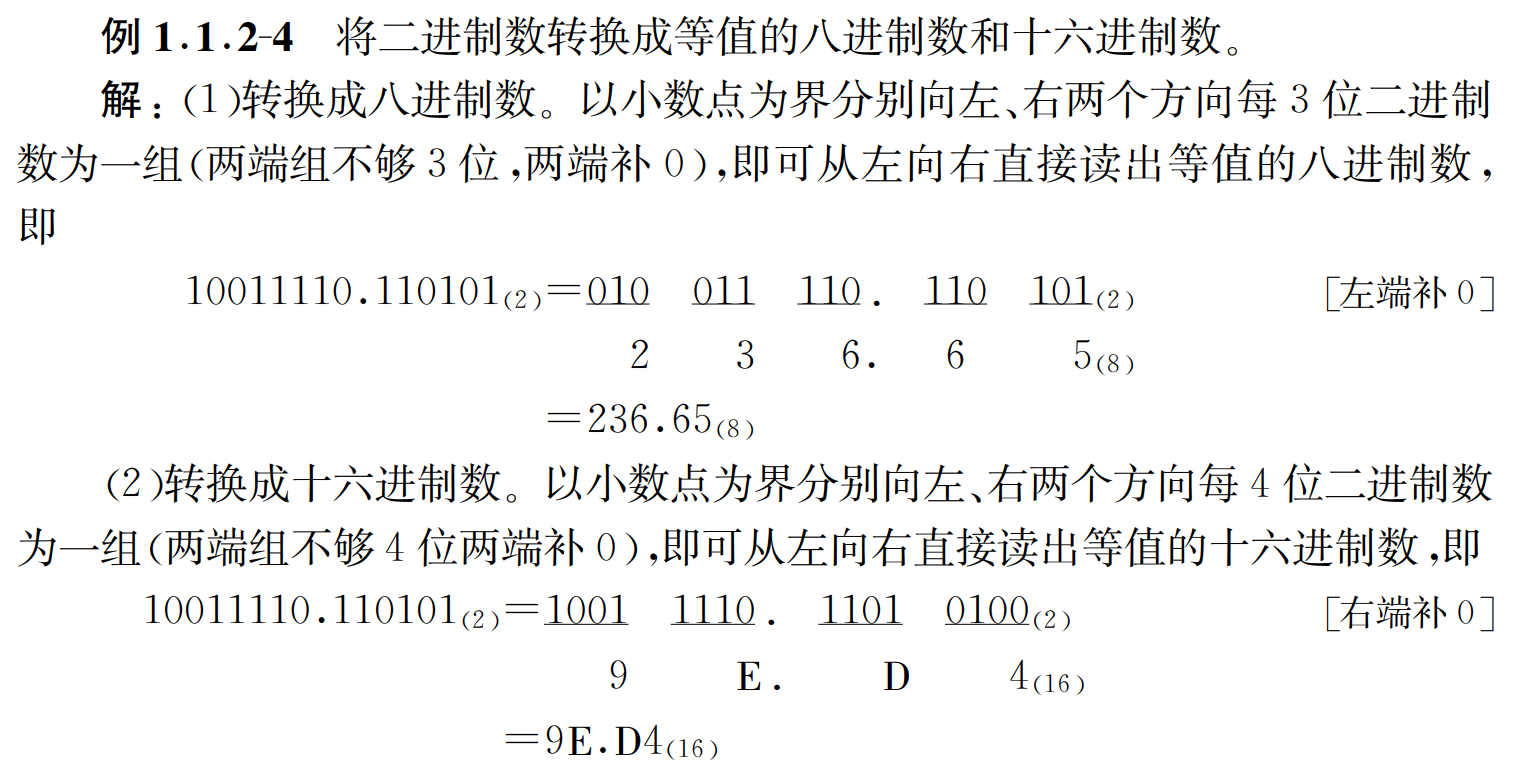 例1.1.2-4 将二进制数转换成等值的八进制数和十六进制数。
解：(1)转换成八进制数。以小数点为界分别向左、右两个方向每3位二进制
数为一组(两端组不够3位,两端补0),即可从左向右直接读出等值的八进制数,
即
10011110.110101(2)=010 011 110. 110 101(2) [左端补0]
2 3 6. 6 5(8)
=236.65(8)
(2)转换成十六进制数。以小数点为界分别向左、右两个方向每4位二进制数
为一组(两端组不够4位两端补0),即可从左向右直接读出等值的十六进制数,即
10011110.110101(2)=1001 1110. 1101 0100(2) [右端补0]
9 E. D 4(16)
=9E.D4(16)